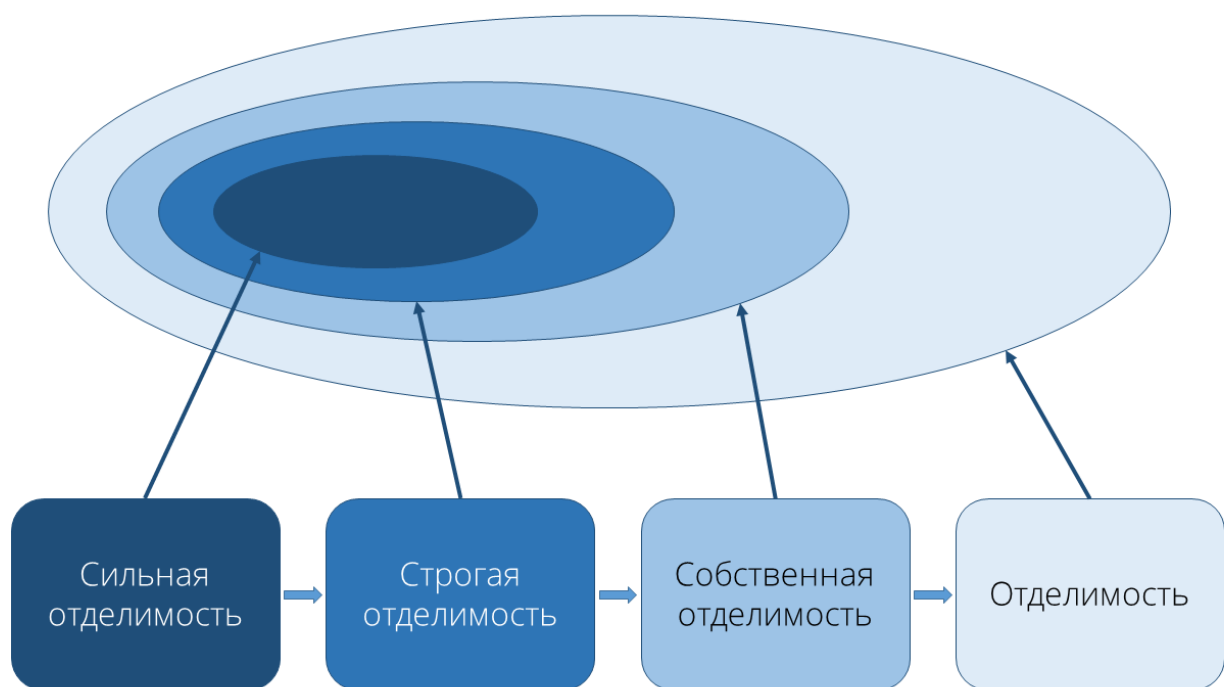 Сильная
отделимость
Строгая
отделимость
Собственная
отделимость
Отделимость